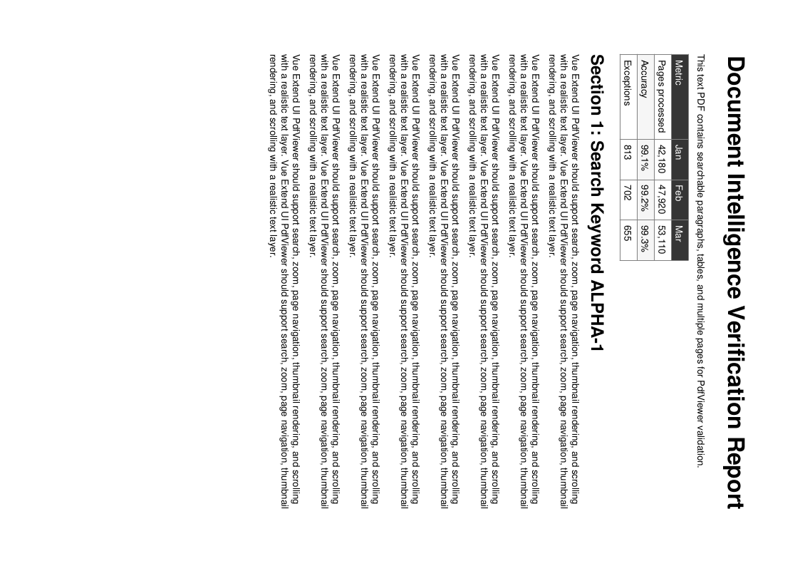 Document Intelligence Verification Report
This text PDF contains searchable paragraphs, tables, and multiple pages for PdfViewer validation.
Metric Jan Feb Mar
Pages processed 42,180 47,920 53,110
Accuracy 99.1% 99.2% 99.3%
Exceptions 813 702 655
Section 1: Search Keyword ALPHA-1
Vue Extend UI PdfViewer should support search, zoom, page navigation, thumbnail rendering, and scrolling
with a realistic text layer. Vue Extend UI PdfViewer should support search, zoom, page navigation, thumbnail
rendering, and scrolling with a realistic text layer.
Vue Extend UI PdfViewer should support search, zoom, page navigation, thumbnail rendering, and scrolling
with a realistic text layer. Vue Extend UI PdfViewer should support search, zoom, page navigation, thumbnail
rendering, and scrolling with a realistic text layer.
Vue Extend UI PdfViewer should support search, zoom, page navigation, thumbnail rendering, and scrolling
with a realistic text layer. Vue Extend UI PdfViewer should support search, zoom, page navigation, thumbnail
rendering, and scrolling with a realistic text layer.
Vue Extend UI PdfViewer should support search, zoom, page navigation, thumbnail rendering, and scrolling
with a realistic text layer. Vue Extend UI PdfViewer should support search, zoom, page navigation, thumbnail
rendering, and scrolling with a realistic text layer.
Vue Extend UI PdfViewer should support search, zoom, page navigation, thumbnail rendering, and scrolling
with a realistic text layer. Vue Extend UI PdfViewer should support search, zoom, page navigation, thumbnail
rendering, and scrolling with a realistic text layer.
Vue Extend UI PdfViewer should support search, zoom, page navigation, thumbnail rendering, and scrolling
with a realistic text layer. Vue Extend UI PdfViewer should support search, zoom, page navigation, thumbnail
rendering, and scrolling with a realistic text layer.
Vue Extend UI PdfViewer should support search, zoom, page navigation, thumbnail rendering, and scrolling
with a realistic text layer. Vue Extend UI PdfViewer should support search, zoom, page navigation, thumbnail
rendering, and scrolling with a realistic text layer.
Vue Extend UI PdfViewer should support search, zoom, page navigation, thumbnail rendering, and scrolling
with a realistic text layer. Vue Extend UI PdfViewer should support search, zoom, page navigation, thumbnail
rendering, and scrolling with a realistic text layer.